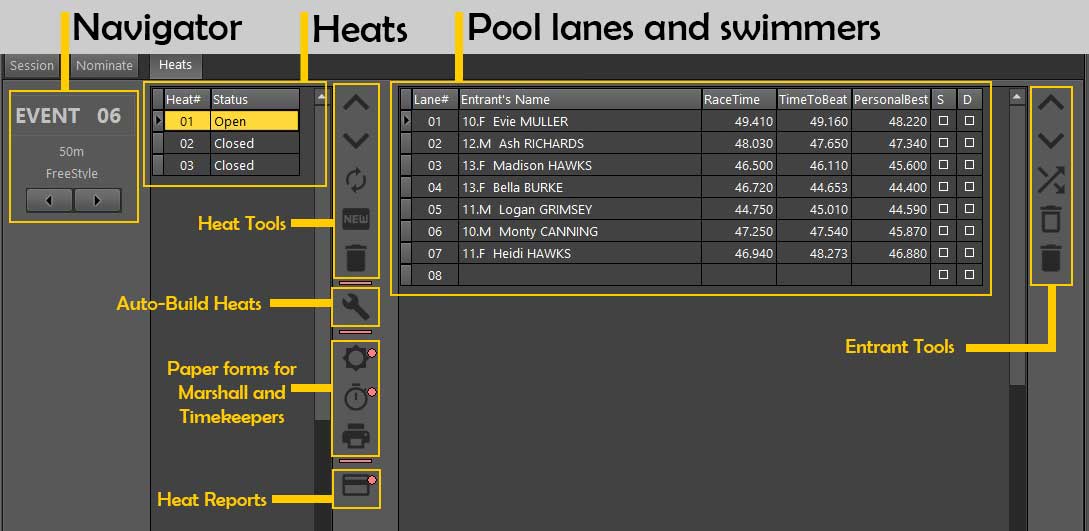 Navigator
Heats
Pool lanes and swimmers
Session Nominate Heats
EVENT 06
50m
FreeStyle
Heat# Status
01 Open
02 Closed
03 Closed
Heat Tools
NEW
Auto-Build Heats
Paper forms for
Marshall and
Timekeepers
Heat Reports
Lane# Entrant's Name RaceTime TimeToBeat PersonalBest S D
01 10.F Evie MULLER 49.410 49.160 48.220
02 12.M Ash RICHARDS 48.030 47.650 47.340
03 13.F Madison HAWKS 46.500 46.110 45.600
04 13.F Bella BURKE 46.720 44.653 44.400
05 11.M Logan GRIMSEY 44.750 45.010 44.590
06 10.M Monty CANNING 47.250 47.540 45.870
07 11.F Heidi HAWKS 46.940 48.273 46.880
08
Entrant Tools